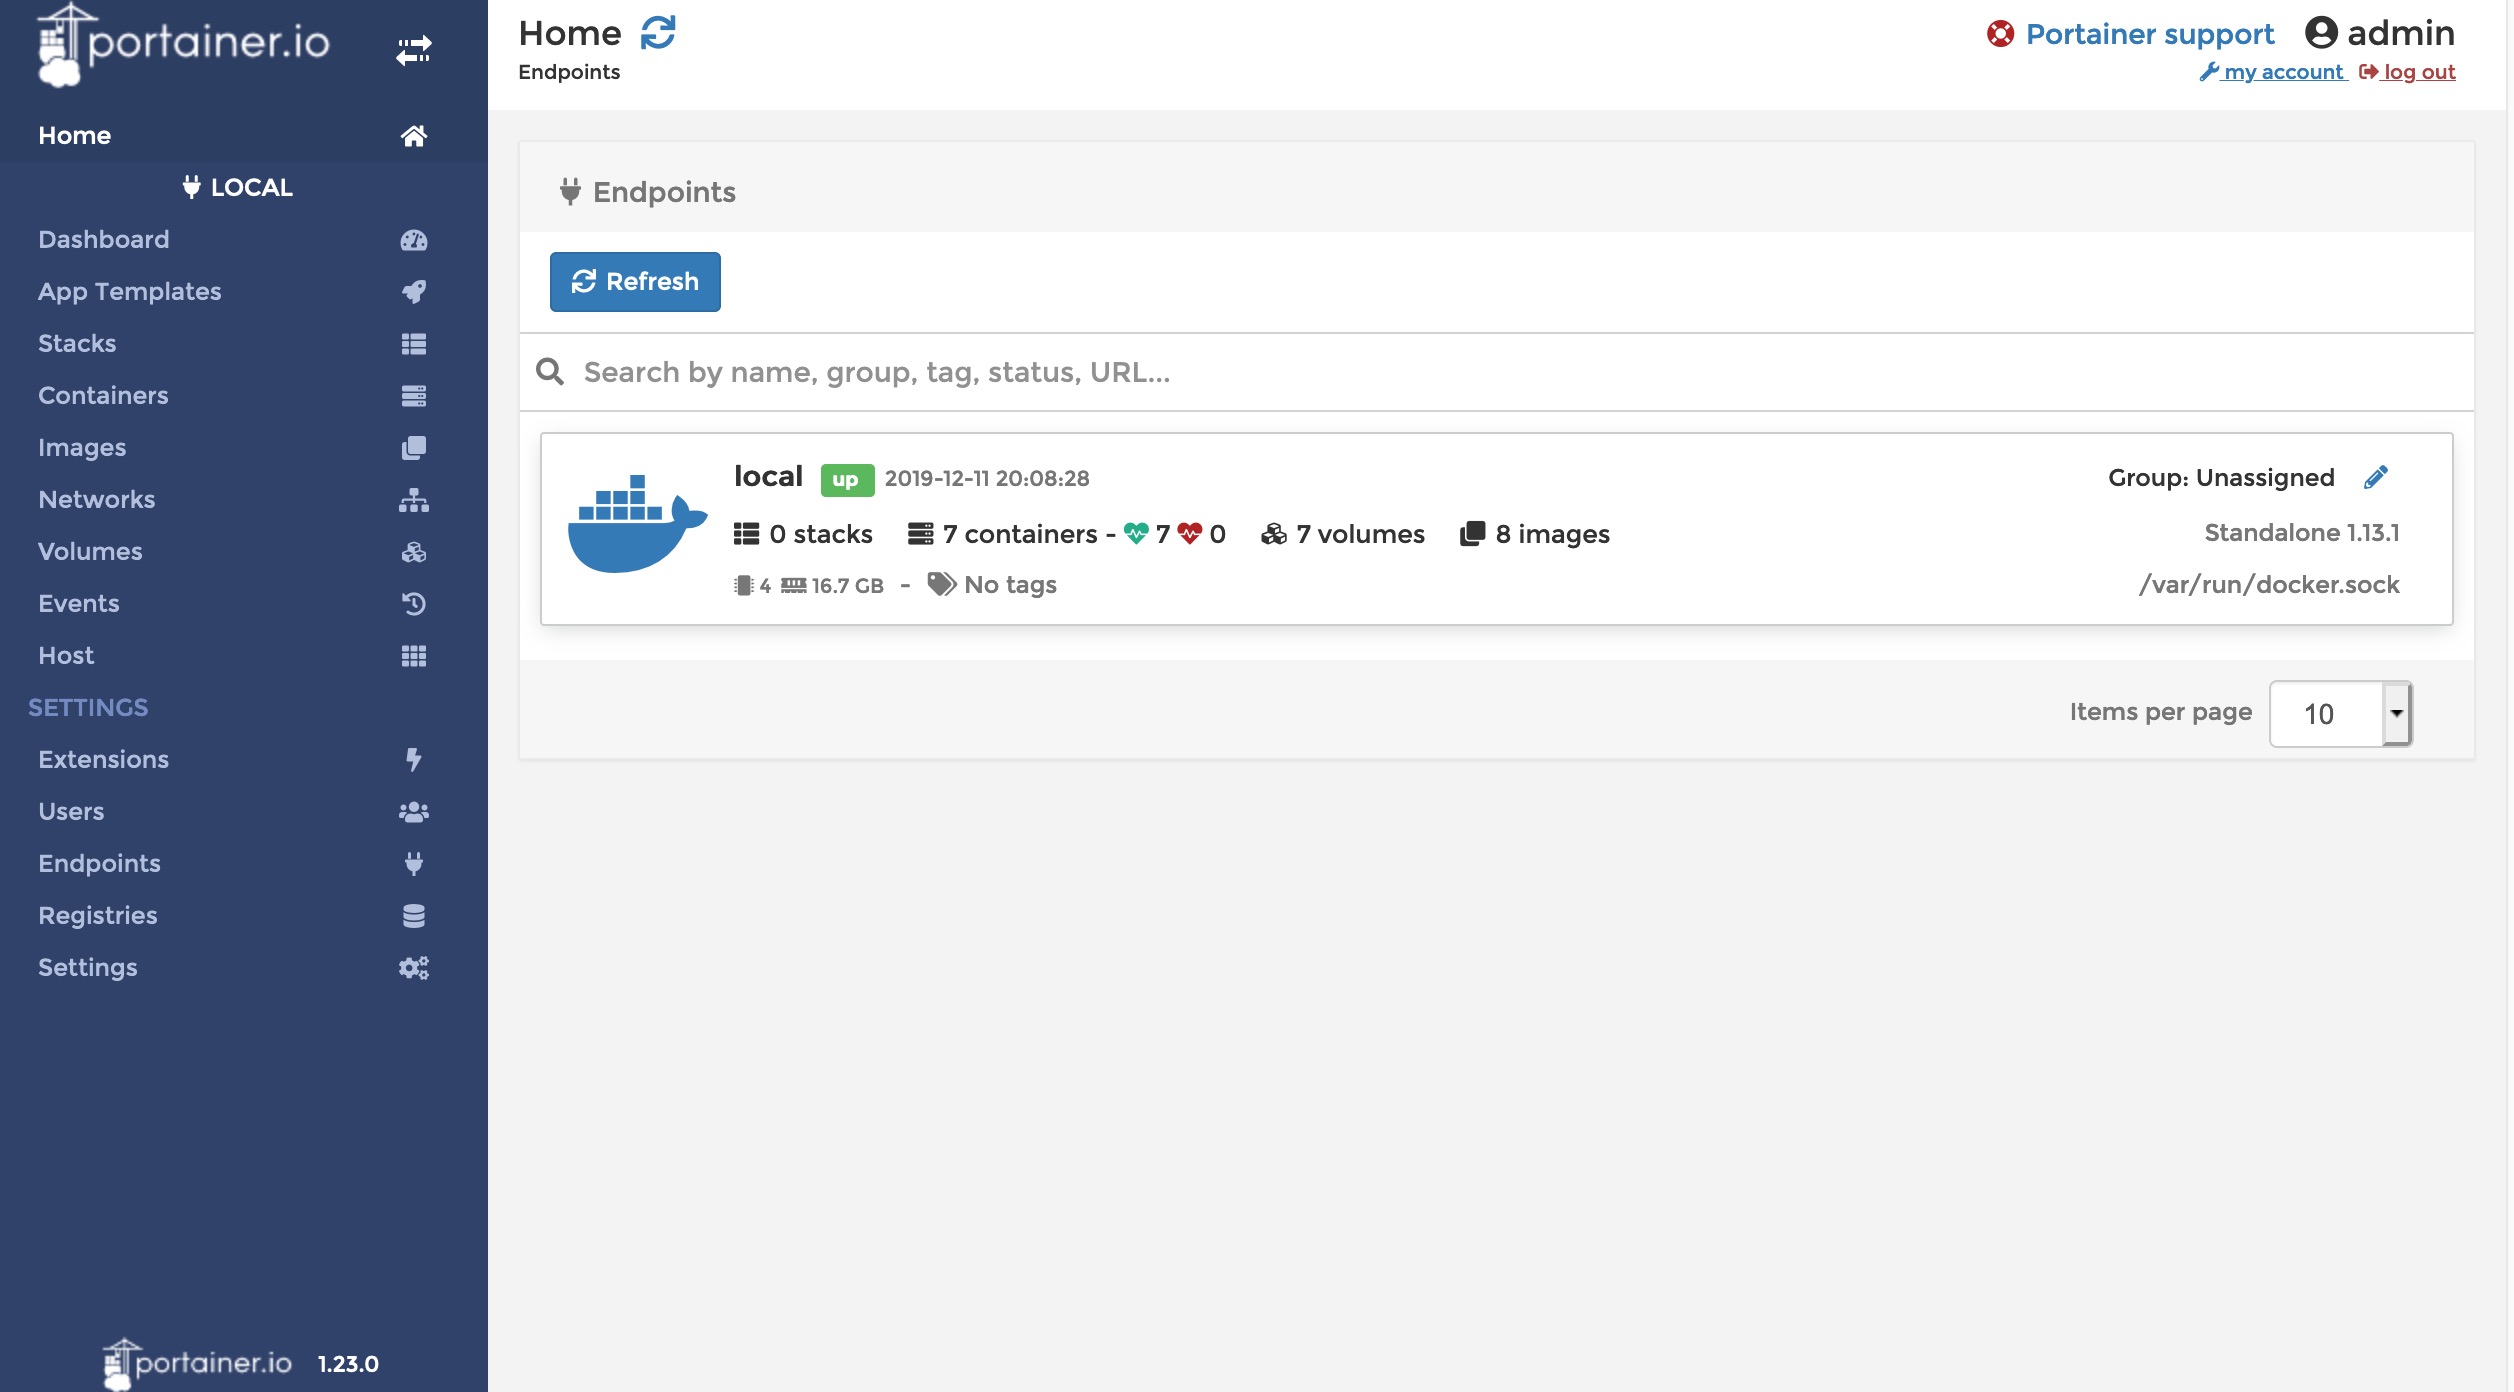 portainer.io
Home
LOCAL
Dashboard
App Templates
Stacks
Containers
Images
Networks
Volumes
Events
Host
SETTINGS
Extensions
Users
Endpoints
Registries
Settings
portainer.io 1.23.0
Home
Endpoints
Portainer support admin
my account log out
Endpoints
Refresh
Search by name, group, tag, status, URL...
local up 2019-12-11 20:08:28 Group: Unassigned
0 stacks 7 containers - 7 0 7 volumes 8 images Standalone 1.13.1
4 16.7 GB - No tags /var/run/docker.sock
Items per page 10